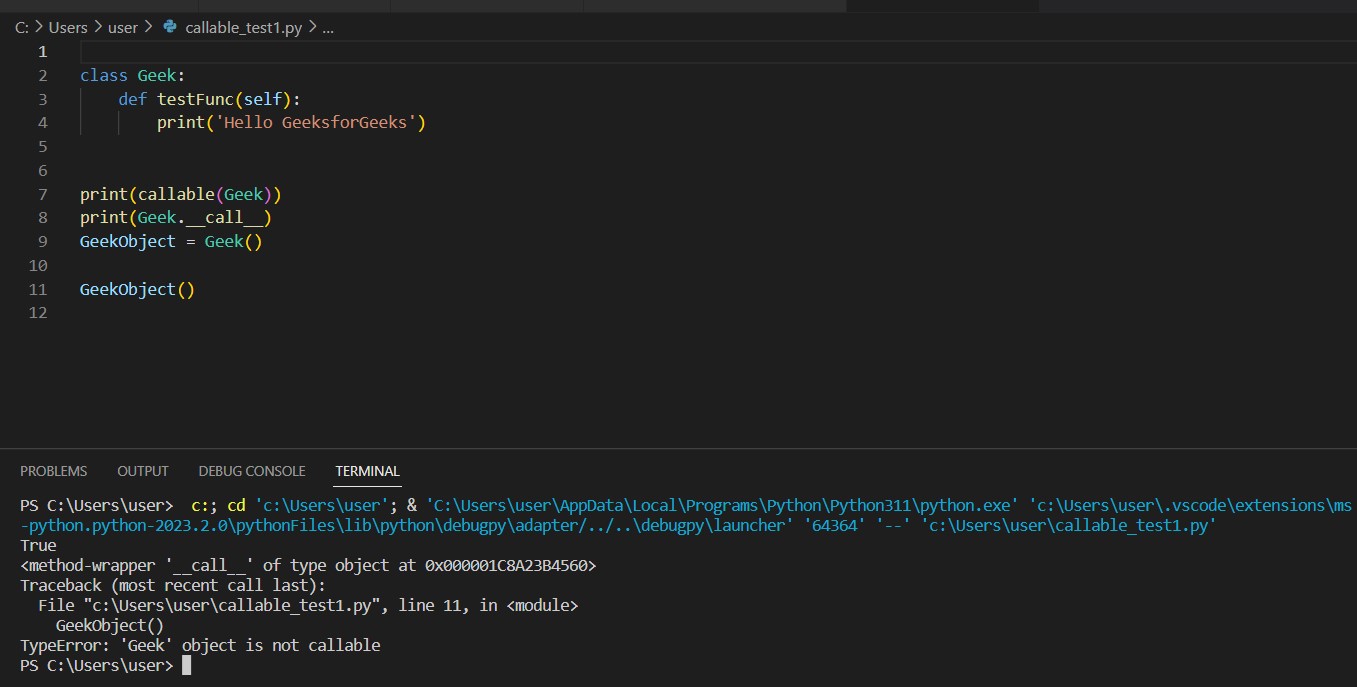 C: > Users > user > callable_test1.py > ...
1
2 class Geek:
3     def testFunc(self):
4         print('Hello GeeksforGeeks')
5
6
7 print(callable(Geek))
8 print(Geek.__call__)
9 GeekObject = Geek()
10
11 GeekObject()
12
PROBLEMS OUTPUT DEBUG CONSOLE TERMINAL
PS C:\Users\user>  c:; cd 'c:\Users\user'; & 'C:\Users\user\AppData\Local\Programs\Python\Python311\python.exe' 'c:\Users\user\.vscode\extensions\ms
-python.python-2023.2.0\pythonFiles\lib\python\debugpy\adapter/../..\debugpy\launcher' '64364' '--' 'c:\Users\user\callable_test1.py'
True
<method-wrapper '__call__' of type object at 0x000001C8A23B4560>
Traceback (most recent call last):
  File "c:\Users\user\callable_test1.py", line 11, in <module>
    GeekObject()
TypeError: 'Geek' object is not callable
PS C:\Users\user>